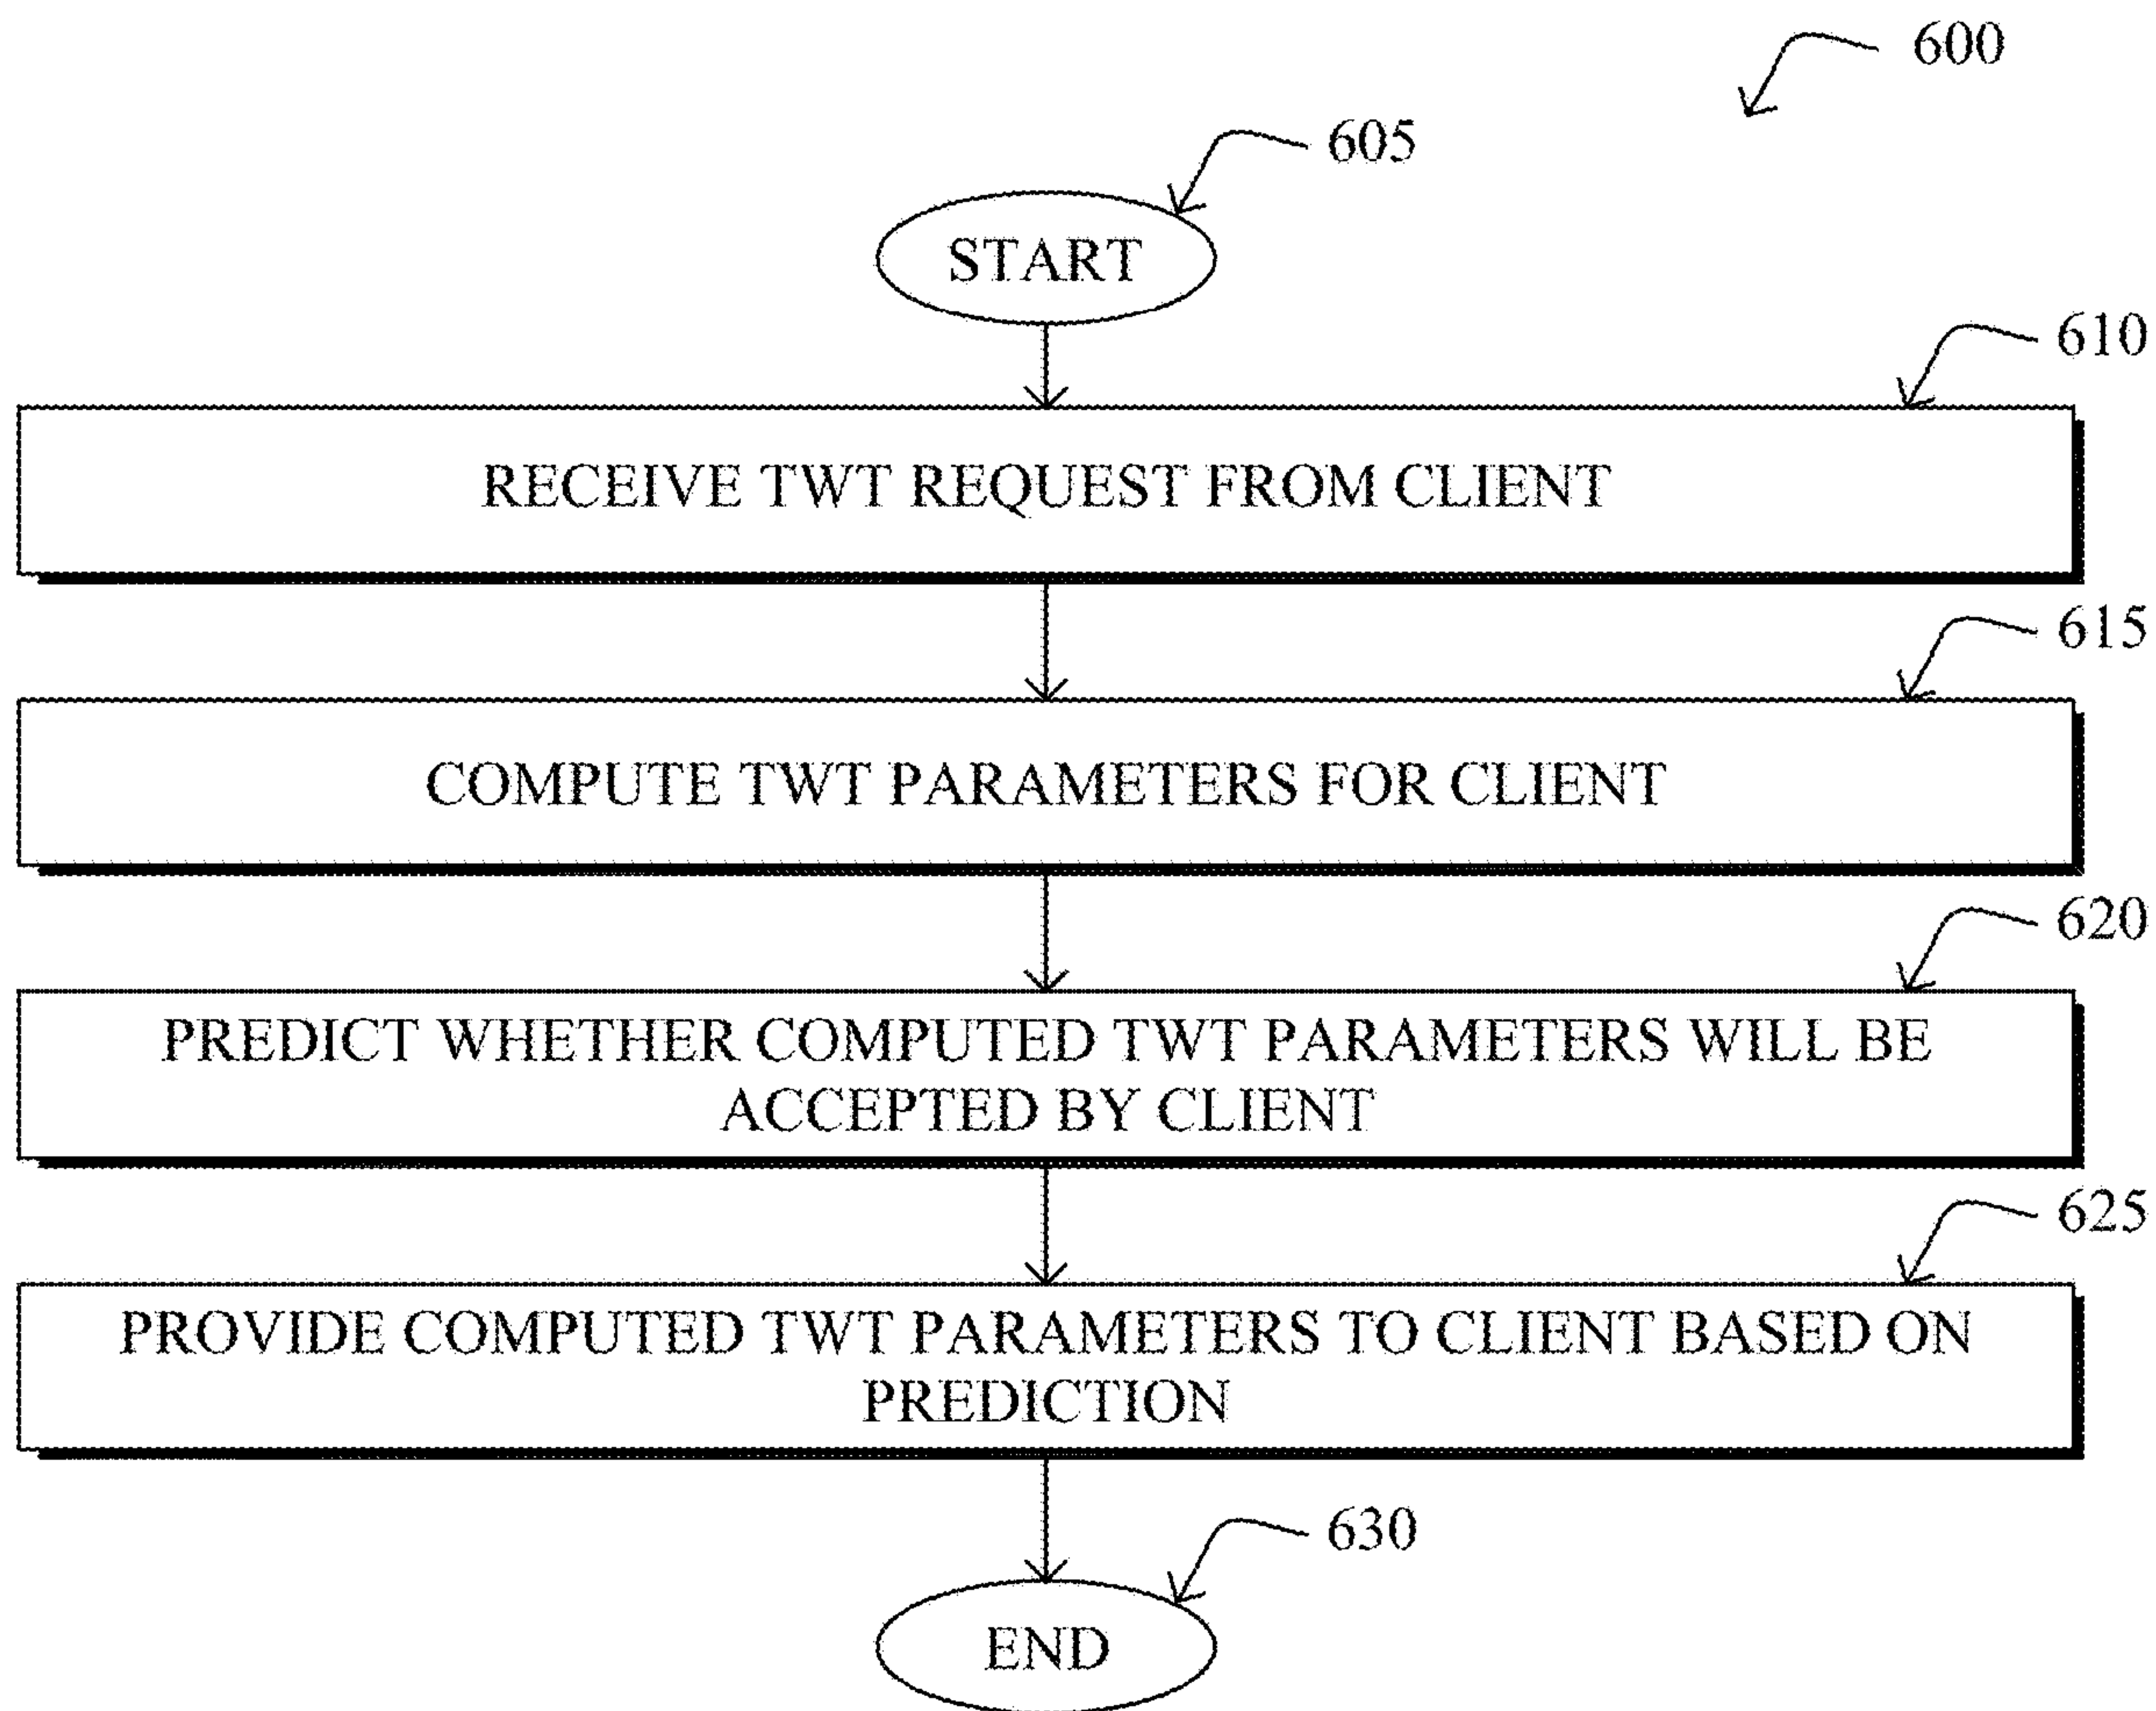 600
605
START
610
RECEIVE TWT REQUEST FROM CLIENT
615
COMPUTE TWT PARAMETERS FOR CLIENT
620
PREDICT WHETHER COMPUTED TWT PARAMETERS WILL BE
ACCEPTED BY CLIENT
625
PROVIDE COMPUTED TWT PARAMETERS TO CLIENT BASED ON
PREDICTION
630
END